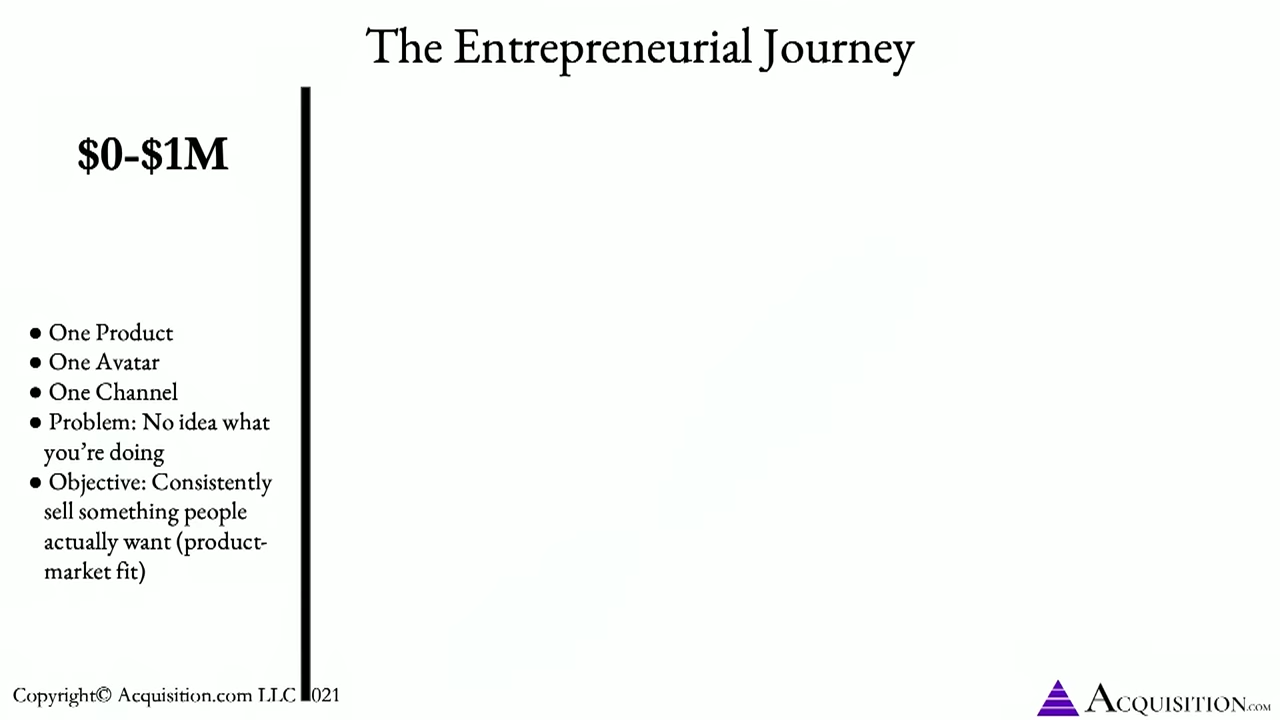 The Entrepreneurial Journey
$0-$1M
● One Product
● One Avatar
● One Channel
● Problem: No idea what
you're doing
● Objective: Consistently
sell something people
actually want (product-
market fit)
Copyright© Acquisition.com LLC 021
ACQUISITION.COM